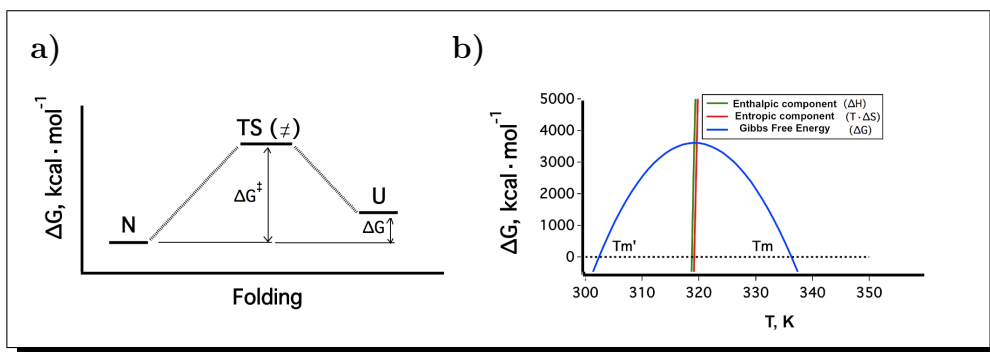 a)
ΔG, kcal·mol⁻¹
N
TS (≠)
ΔG‡
U
ΔG
Folding
b)
ΔG, kcal·mol⁻¹
5000
4000
3000
2000
1000
0
Enthalpic component (ΔH)
Entropic component (T·ΔS)
Gibbs Free Energy (ΔG)
Tm'
Tm
300 310 320 330 340 350
T, K